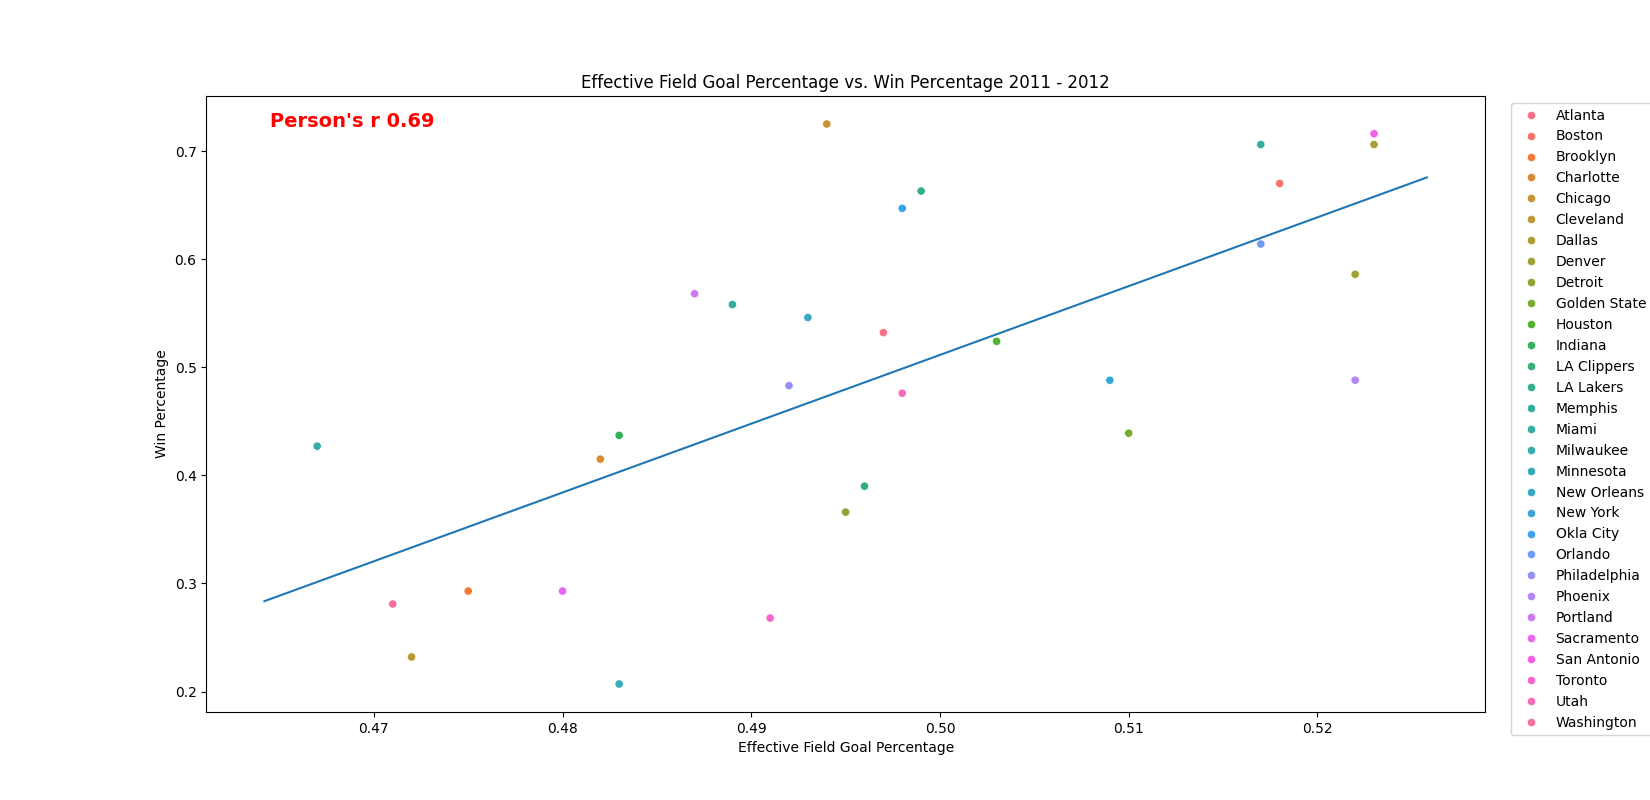 Effective Field Goal Percentage vs. Win Percentage 2011 - 2012
Person's r 0.69
0.7
0.6
0.5
0.4
0.3
0.2
Win Percentage
0.47 0.48 0.49 0.50 0.51 0.52
Effective Field Goal Percentage
Atlanta
Boston
Brooklyn
Charlotte
Chicago
Cleveland
Dallas
Denver
Detroit
Golden State
Houston
Indiana
LA Clippers
LA Lakers
Memphis
Miami
Milwaukee
Minnesota
New Orleans
New York
Okla City
Orlando
Philadelphia
Phoenix
Portland
Sacramento
San Antonio
Toronto
Utah
Washington